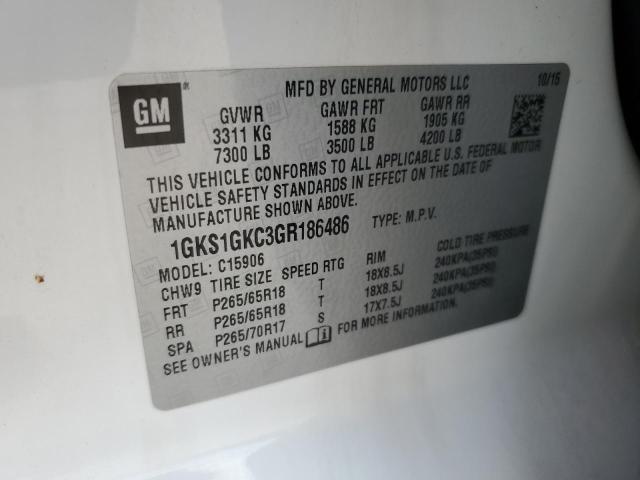 GM
MFD BY GENERAL MOTORS LLC 10/15
GVWR GAWR FRT GAWR RR
3311 KG 1588 KG 1905 KG
7300 LB 3500 LB 4200 LB
THIS VEHICLE CONFORMS TO ALL APPLICABLE U.S. FEDERAL MOTOR
VEHICLE SAFETY STANDARDS IN EFFECT ON THE DATE OF
MANUFACTURE SHOWN ABOVE.
1GKS1GKC3GR186486 TYPE: M.P.V.
MODEL: C15906
CHW9 TIRE SIZE SPEED RTG RIM COLD TIRE PRESSURE
FRT P265/65R18 T 18X8.5J 240KPA(35PSI)
RR P265/65R18 T 18X8.5J 240KPA(35PSI)
SPA P265/70R17 S 17X7.5J 240KPA(35PSI)
SEE OWNER'S MANUAL FOR MORE INFORMATION.